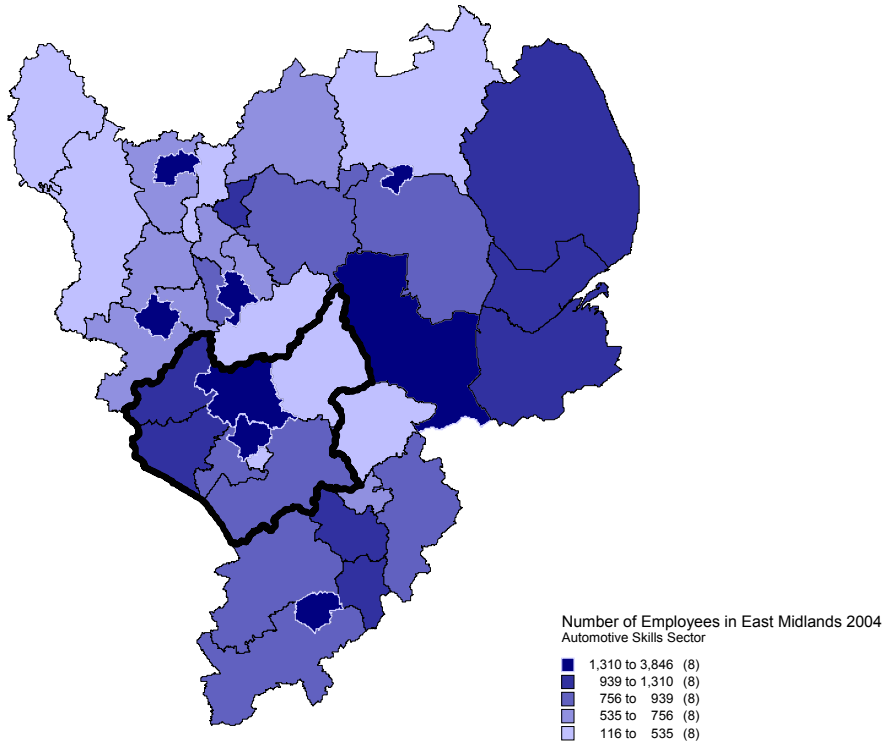 Number of Employees in East Midlands 2004
Automotive Skills Sector
1,310 to 3,846 (8)
939 to 1,310 (8)
756 to 939 (8)
535 to 756 (8)
116 to 535 (8)